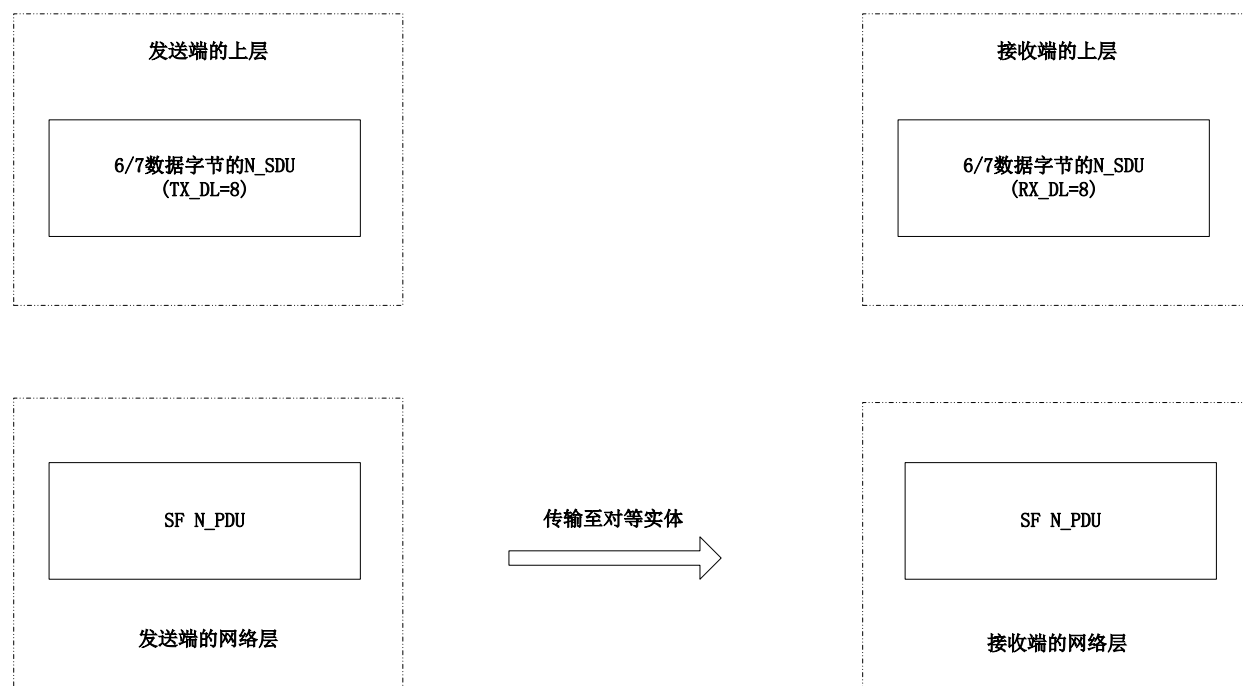 发送端的上层
接收端的上层
6/7数据字节的N_SDU
(TX_DL=8)
6/7数据字节的N_SDU
(RX_DL=8)
SF N_PDU
传输至对等实体
SF N_PDU
发送端的网络层
接收端的网络层